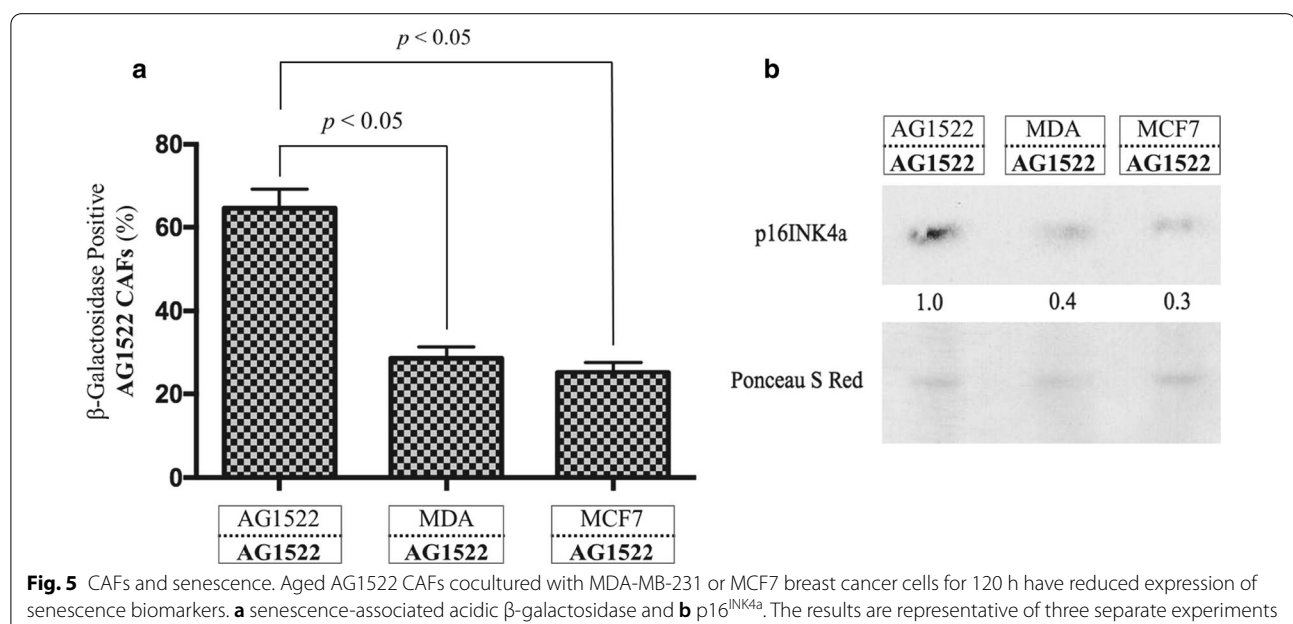 a
p < 0.05
p < 0.05
β-Galactosidase Positive
AG1522 CAFs (%)
80
60
40
20
0
AG1522 MDA MCF7
AG1522 AG1522 AG1522
b
AG1522 MDA MCF7
AG1522 AG1522 AG1522
p16INK4a
1.0 0.4 0.3
Ponceau S Red
Fig. 5 CAFs and senescence. Aged AG1522 CAFs cocultured with MDA-MB-231 or MCF7 breast cancer cells for 120 h have reduced expression of
senescence biomarkers. a senescence-associated acidic β-galactosidase and b p16INK4a. The results are representative of three separate experiments